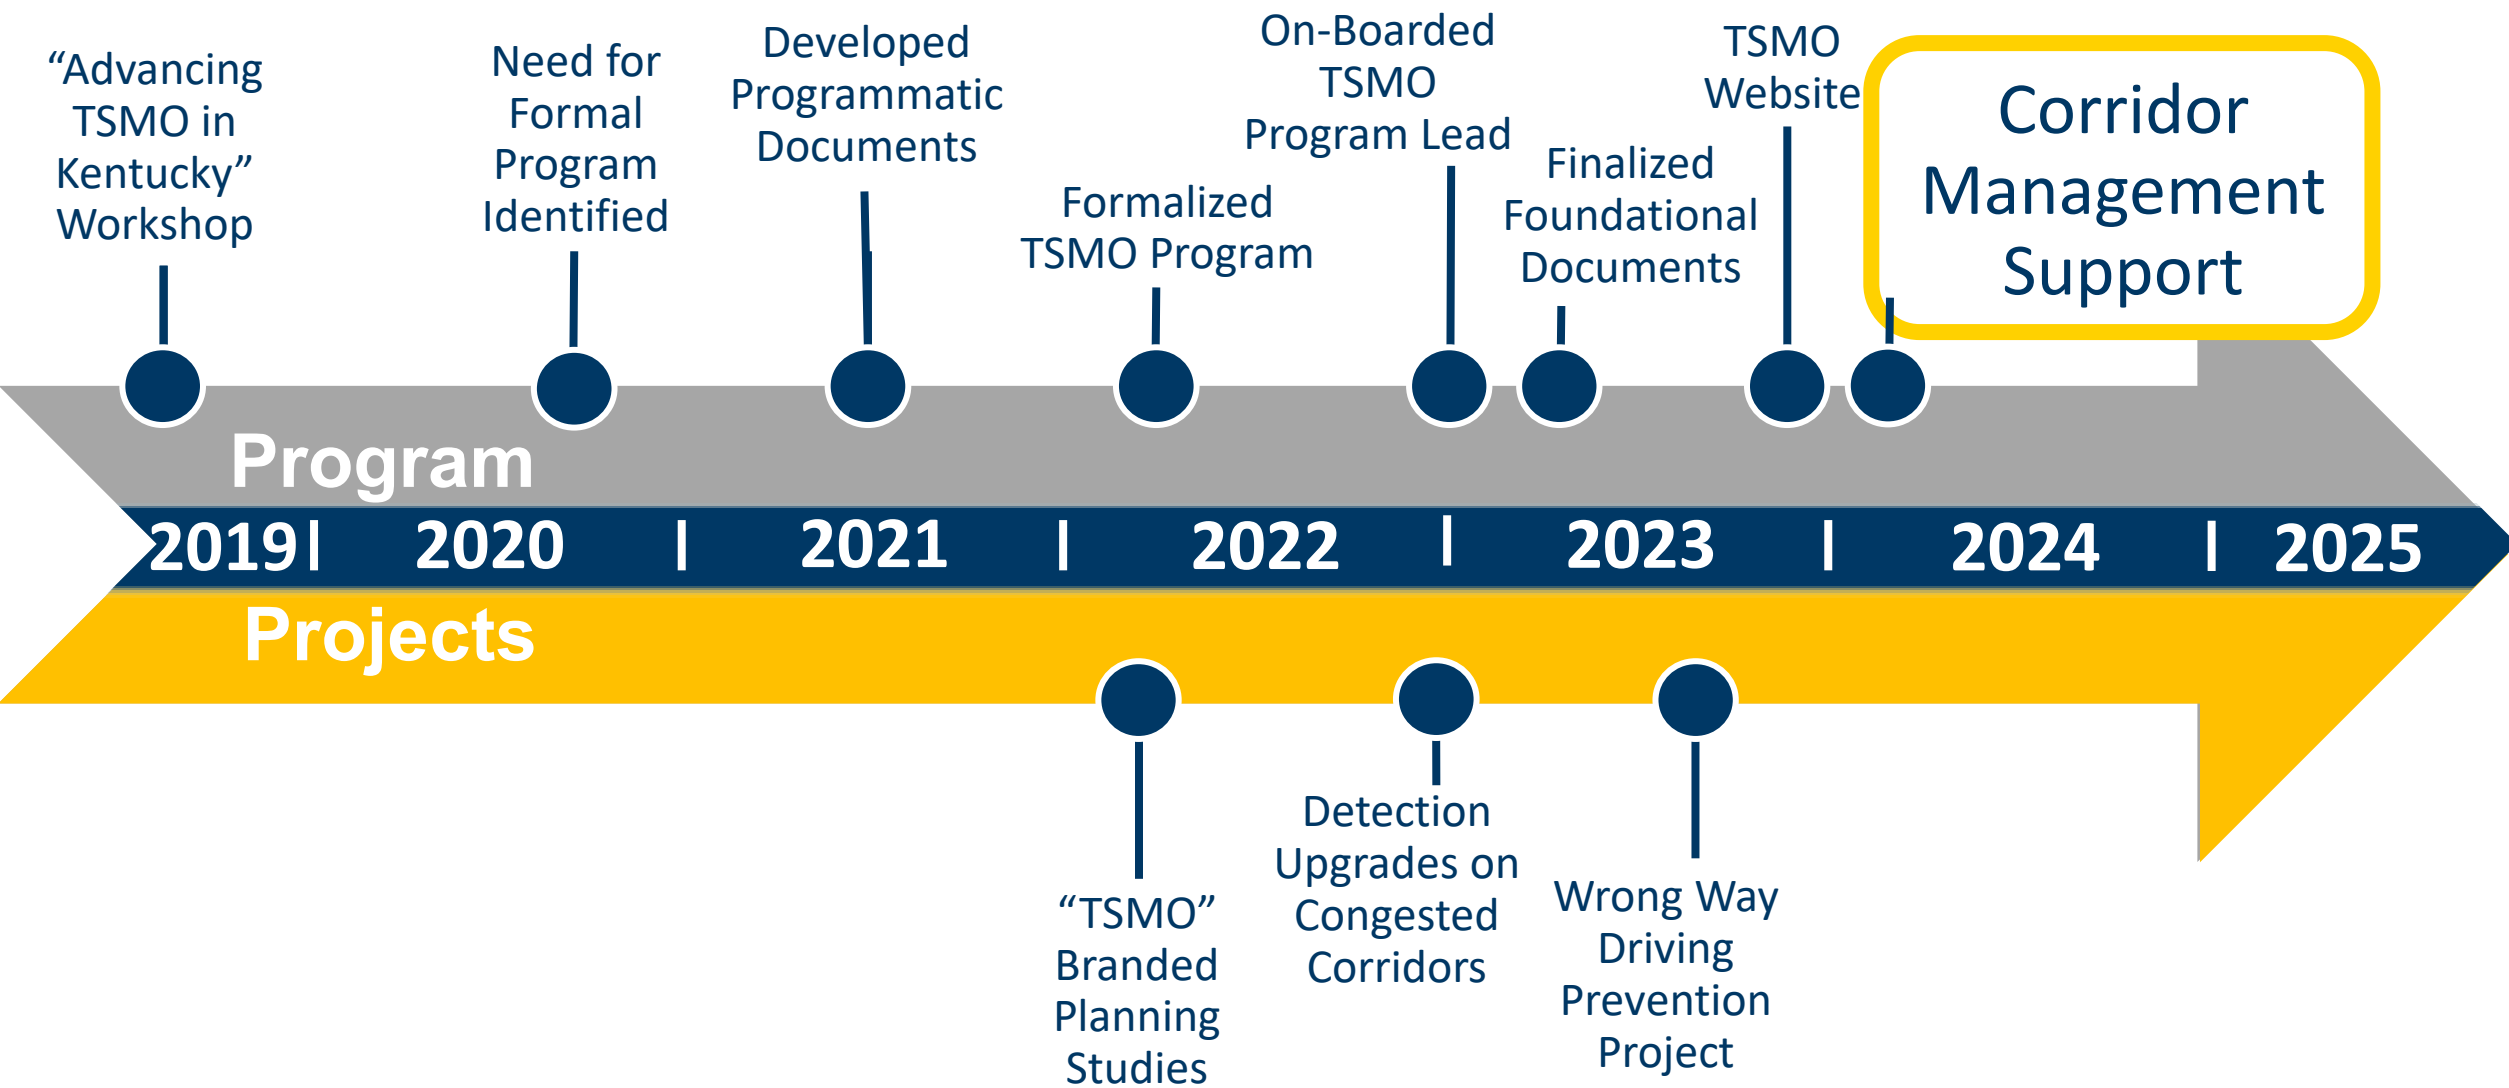 “Advancing
TSMO in
Kentucky”
Workshop
Need for
Formal
Program
Identified
Developed
Programmatic
Documents
Formalized
TSMO Program
On-Boarded
TSMO
Program Lead
Finalized
Foundational
Documents
TSMO
Website
Corridor
Management
Support
Program
2019 | 2020 | 2021 | 2022 | 2023 | 2024 | 2025
Projects
“TSMO”
Branded
Planning
Studies
Detection
Upgrades on
Congested
Corridors
Wrong Way
Driving
Prevention
Project